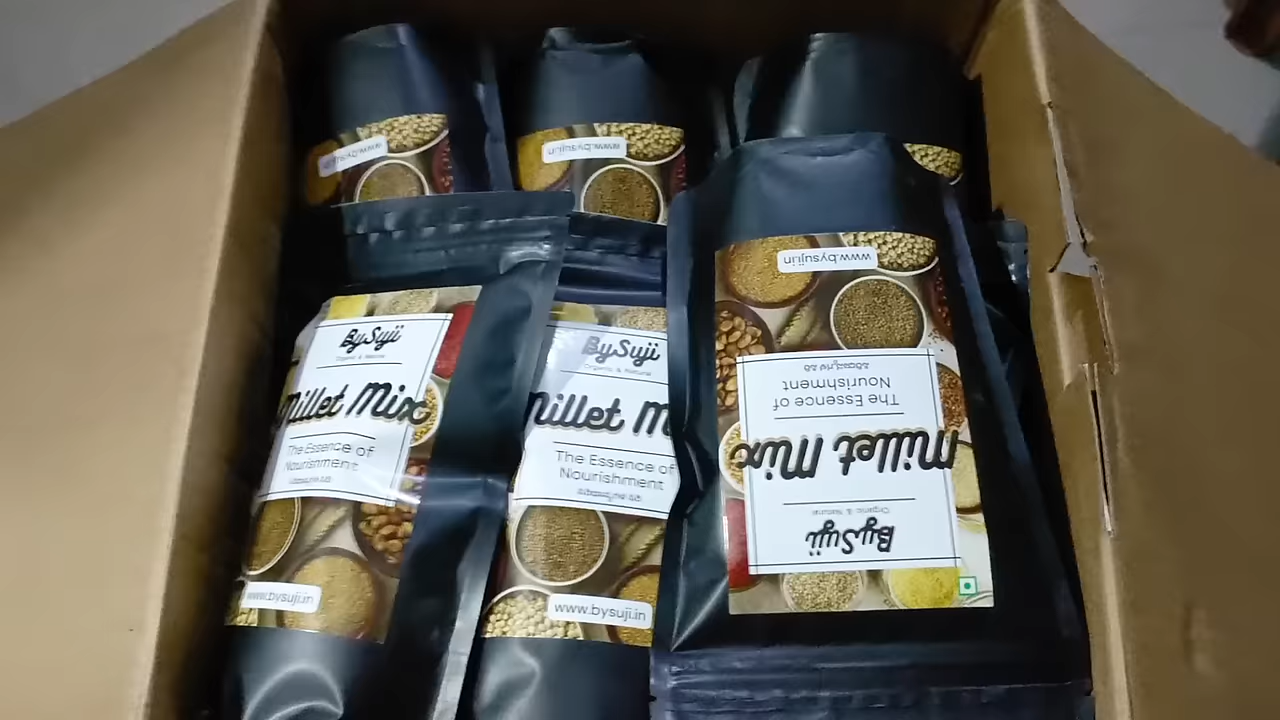 www.bysuji.in
www.bysuji.in
BySuji
Organic & Natural
Millet Mix
The Essence of
Nourishment
www.bysuji.in
BySuji
Organic & Natural
Millet M
The Essence of
Nourishment
www.bysuji.in
BySuji
Organic & Natural
Millet Mix
The Essence of
Nourishment
www.bysuji.in